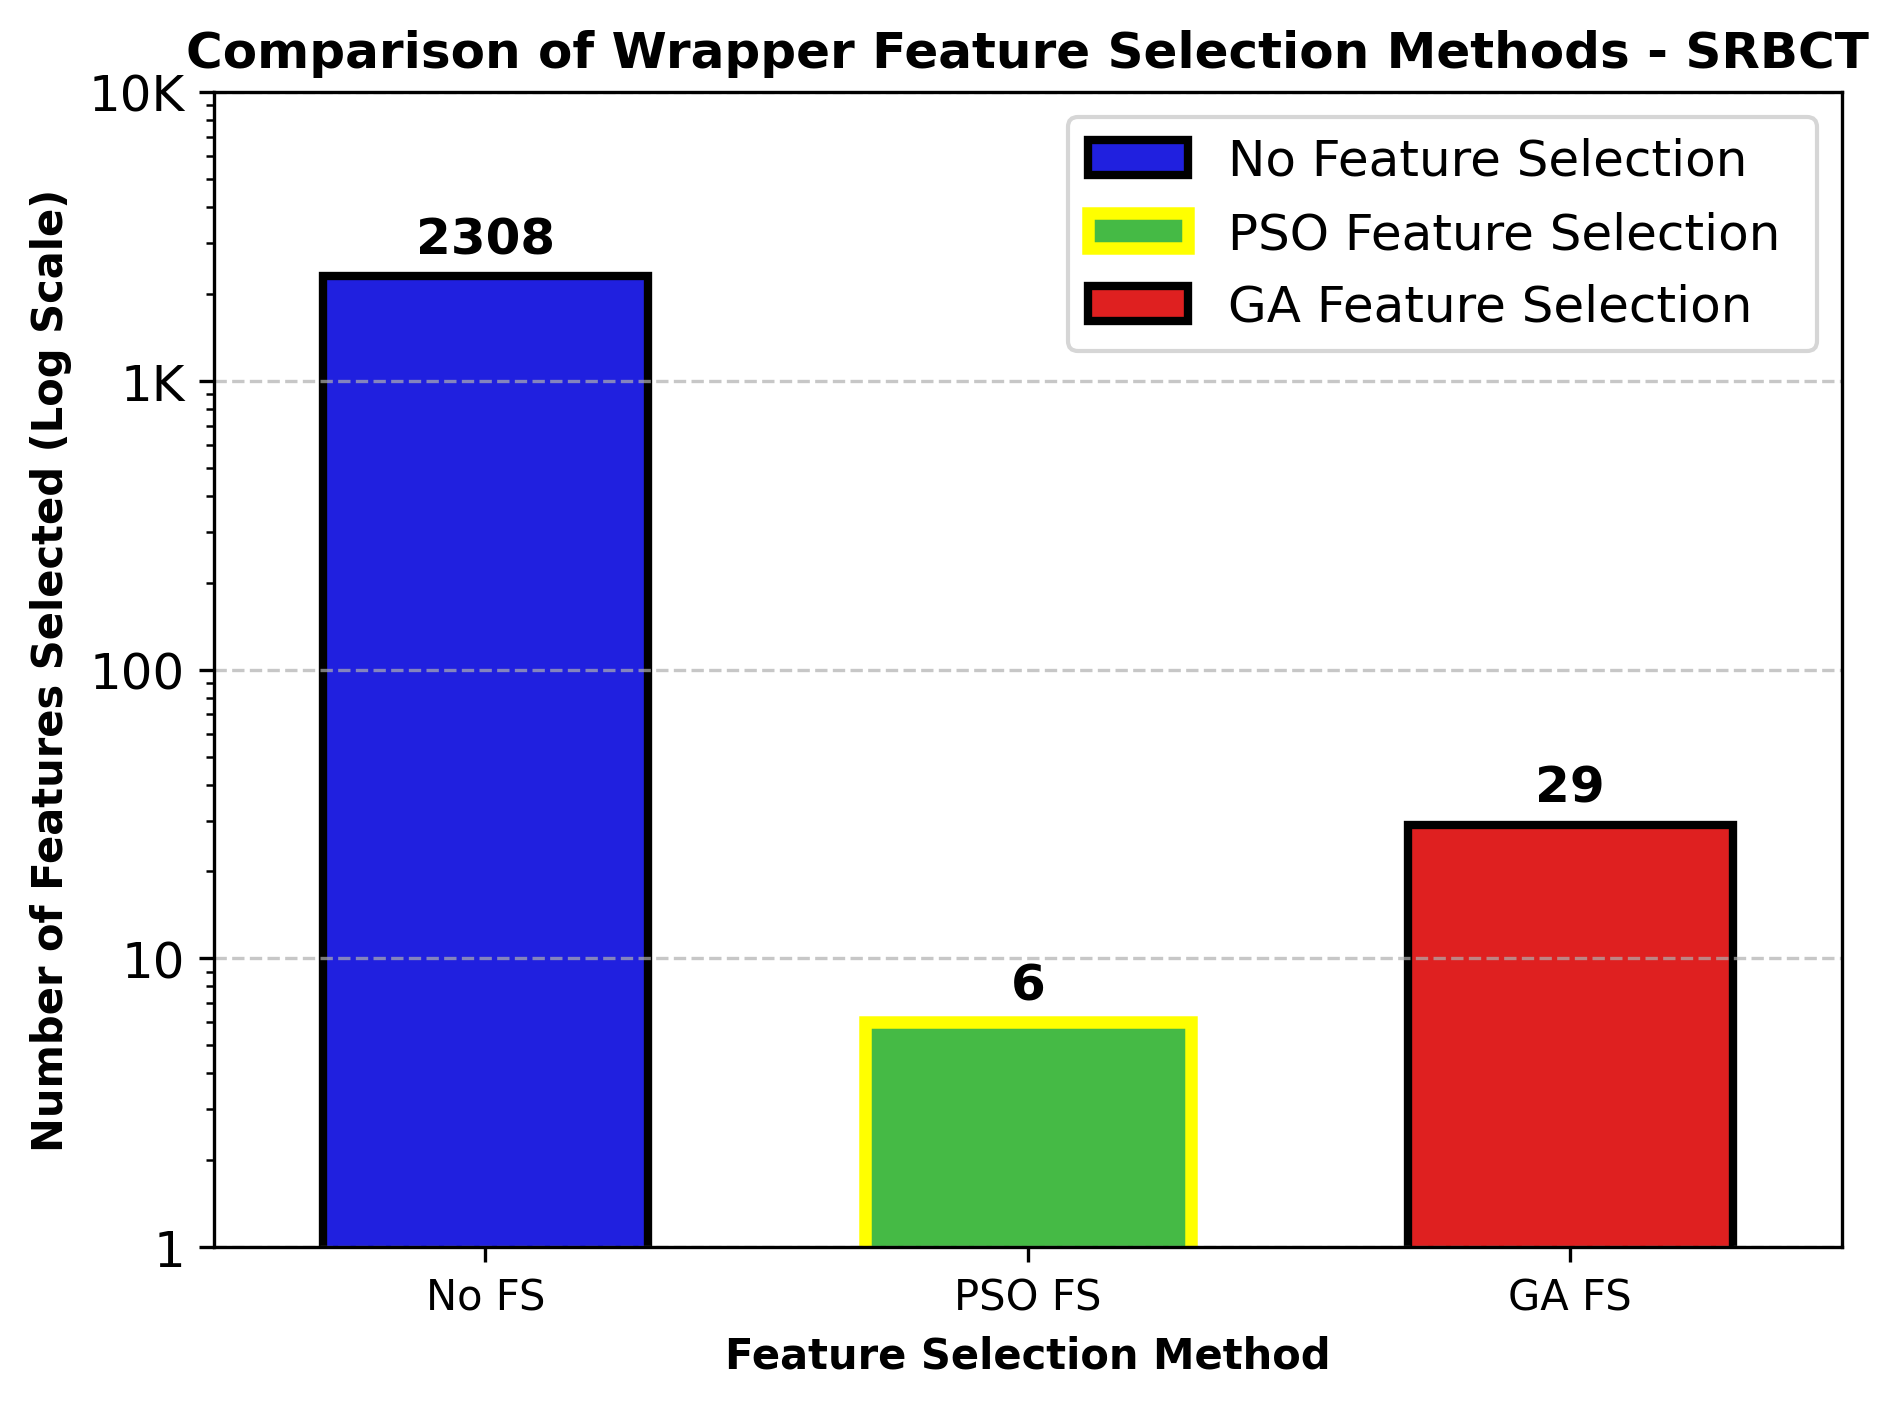 Comparison of Wrapper Feature Selection Methods - SRBCT
10K
1K
100
10
1
Number of Features Selected (Log Scale)
No Feature Selection
PSO Feature Selection
GA Feature Selection
2308
6
29
No FS
PSO FS
GA FS
Feature Selection Method